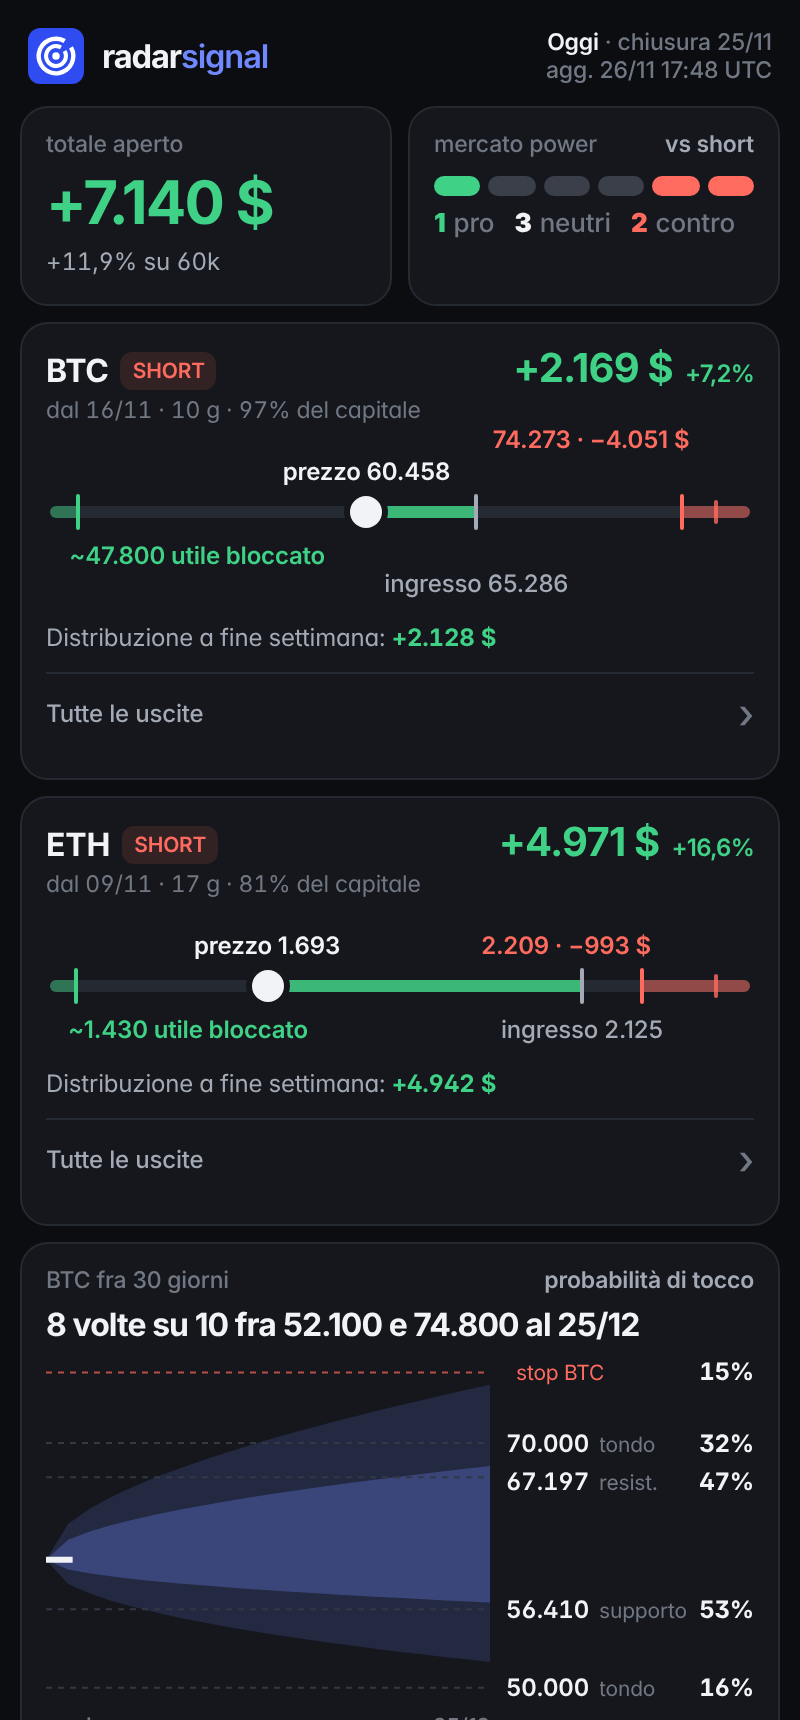 radarsignal
Oggi · chiusura 25/11
agg. 26/11 17:48 UTC
totale aperto
+7.140 $
+11,9% su 60k
mercato power vs short
1 pro 3 neutri 2 contro
BTC SHORT +2.169 $ +7,2%
dal 16/11 · 10 g · 97% del capitale
74.273 · −4.051 $
prezzo 60.458
~47.800 utile bloccato
ingresso 65.286
Distribuzione a fine settimana: +2.128 $
Tutte le uscite
ETH SHORT +4.971 $ +16,6%
dal 09/11 · 17 g · 81% del capitale
prezzo 1.693 2.209 · −993 $
~1.430 utile bloccato ingresso 2.125
Distribuzione a fine settimana: +4.942 $
Tutte le uscite
BTC fra 30 giorni probabilità di tocco
8 volte su 10 fra 52.100 e 74.800 al 25/12
stop BTC 15%
70.000 tondo 32%
67.197 resist. 47%
56.410 supporto 53%
50.000 tondo 16%